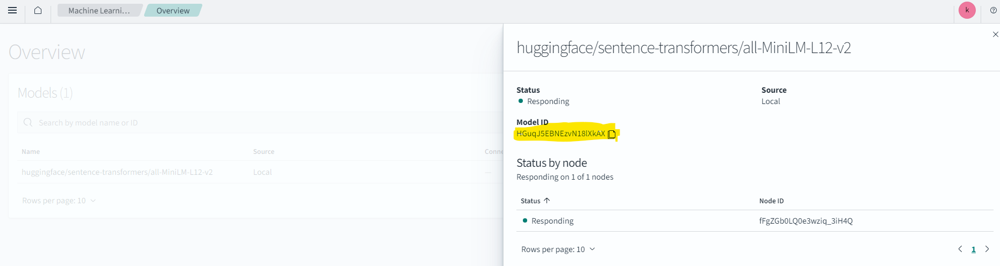 Machine Learni... Overview
k
Overview
Models (1)
Search by model name or ID
Name Source Conne
huggingface/sentence-transformers/all-MiniLM-L12-v2 Local —
Rows per page: 10
huggingface/sentence-transformers/all-MiniLM-L12-v2
Status Source
Responding Local
Model ID
HGuqJ5EBNEzvN18lXkAX
Status by node
Responding on 1 of 1 nodes
Status Node ID
Responding fFgZGb0LQ0e3wziq_3iH4Q
Rows per page: 10
1